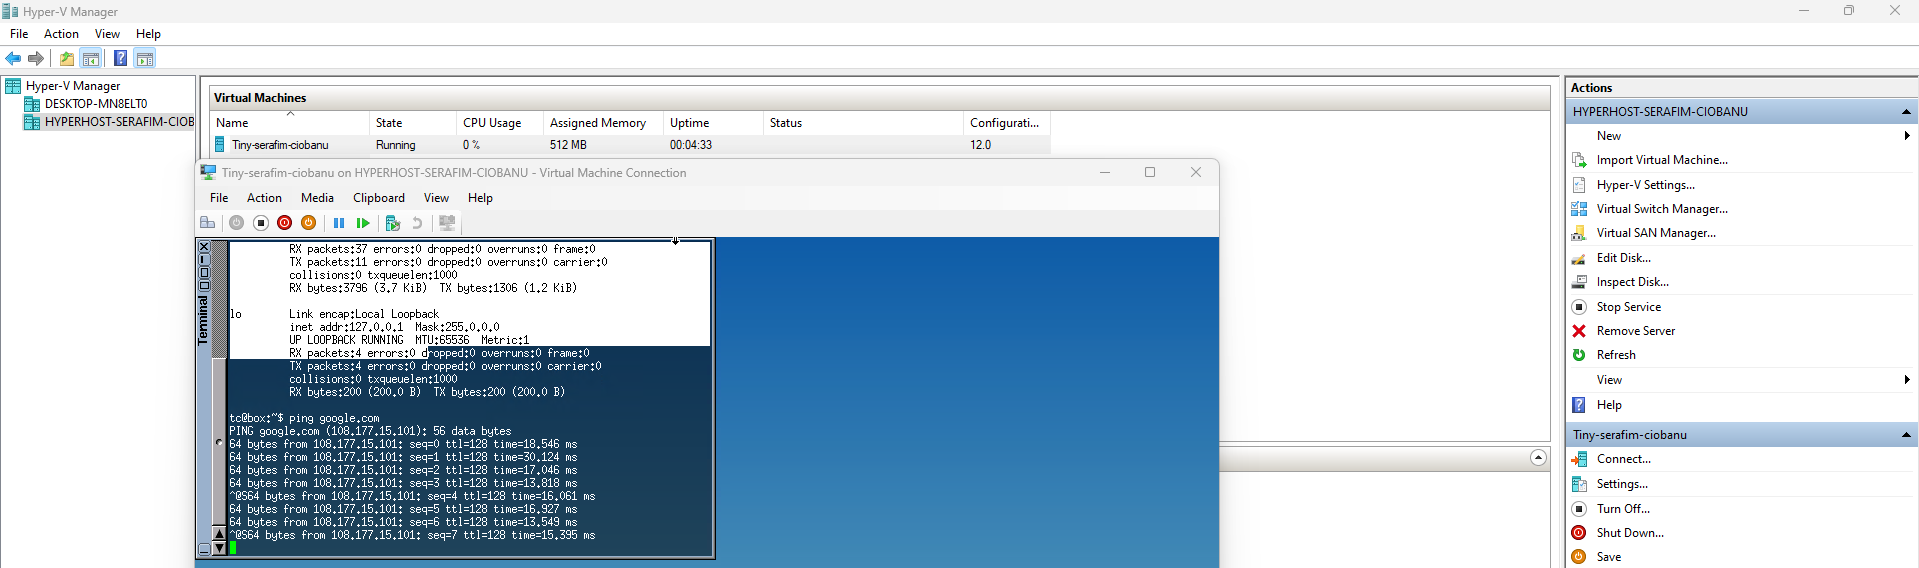 Hyper-V Manager
File Action View Help
Hyper-V Manager
DESKTOP-MN8ELT0
HYPERHOST-SERAFIM-CIOB
Virtual Machines
Name State CPU Usage Assigned Memory Uptime Status Configurati...
Tiny-serafim-ciobanu Running 0 % 512 MB 00:04:33 12.0
Tiny-serafim-ciobanu on HYPERHOST-SERAFIM-CIOBANU - Virtual Machine Connection
File Action Media Clipboard View Help
Terminal
RX packets:37 errors:0 dropped:0 overruns:0 frame:0
TX packets:11 errors:0 dropped:0 overruns:0 carrier:0
collisions:0 txqueuelen:1000
RX bytes:3796 (3.7 KiB) TX bytes:1306 (1.2 KiB)
lo Link encap:Local Loopback
inet addr:127.0.0.1 Mask:255.0.0.0
UP LOOPBACK RUNNING MTU:65536 Metric:1
RX packets:4 errors:0 dropped:0 overruns:0 frame:0
TX packets:4 errors:0 dropped:0 overruns:0 carrier:0
collisions:0 txqueuelen:1000
RX bytes:200 (200.0 B) TX bytes:200 (200.0 B)
tc@box:~$ ping google.com
PING google.com (108.177.15.101): 56 data bytes
64 bytes from 108.177.15.101: seq=0 ttl=128 time=18.546 ms
64 bytes from 108.177.15.101: seq=1 ttl=128 time=30.124 ms
64 bytes from 108.177.15.101: seq=2 ttl=128 time=17.046 ms
64 bytes from 108.177.15.101: seq=3 ttl=128 time=13.818 ms
^@S64 bytes from 108.177.15.101: seq=4 ttl=128 time=16.061 ms
64 bytes from 108.177.15.101: seq=5 ttl=128 time=16.927 ms
64 bytes from 108.177.15.101: seq=6 ttl=128 time=13.549 ms
^@S64 bytes from 108.177.15.101: seq=7 ttl=128 time=15.395 ms
Actions
HYPERHOST-SERAFIM-CIOBANU
New
Import Virtual Machine...
Hyper-V Settings...
Virtual Switch Manager...
Virtual SAN Manager...
Edit Disk...
Inspect Disk...
Stop Service
Remove Server
Refresh
View
Help
Tiny-serafim-ciobanu
Connect...
Settings...
Turn Off...
Shut Down...
Save